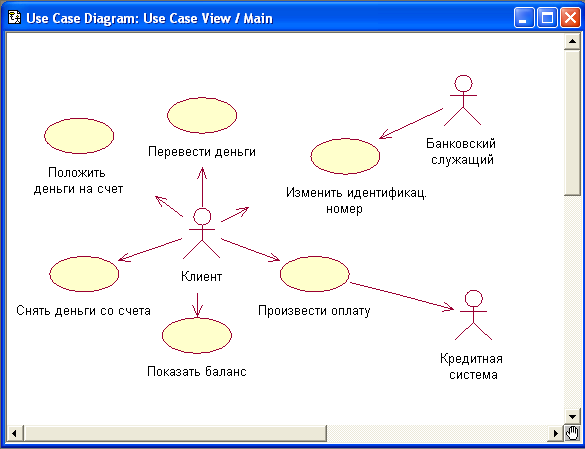 Use Case Diagram: Use Case View / Main
Перевести деньги
Положить
деньги на счет
Банковский
служащий
Изменить идентификац.
номер
Клиент
Снять деньги со счета
Произвести оплату
Показать баланс
Кредитная
система